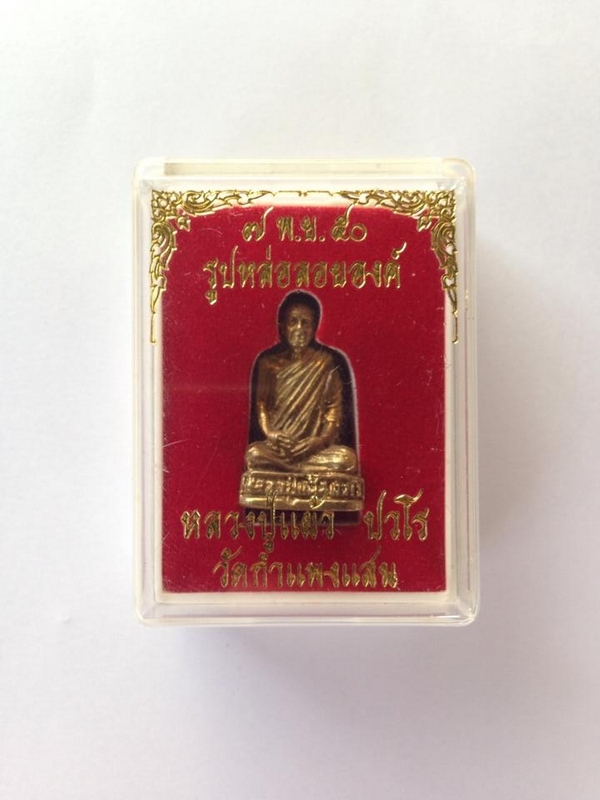 ๗ พ.ย. ๕๐
รูปหล่อลอยองค์
หลวงปู่แผ้ว ปวโร
วัดกำแพงแสน